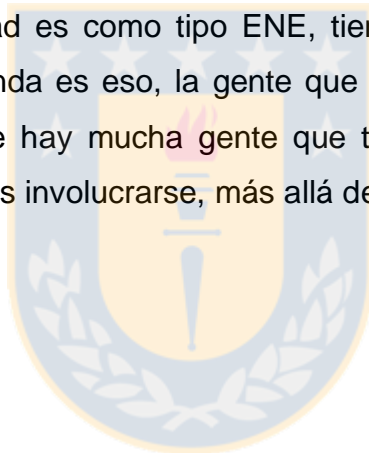 ad es como tipo ENE, tier
nda es eso, la gente que
e hay mucha gente que t
s involucrarse, más allá de